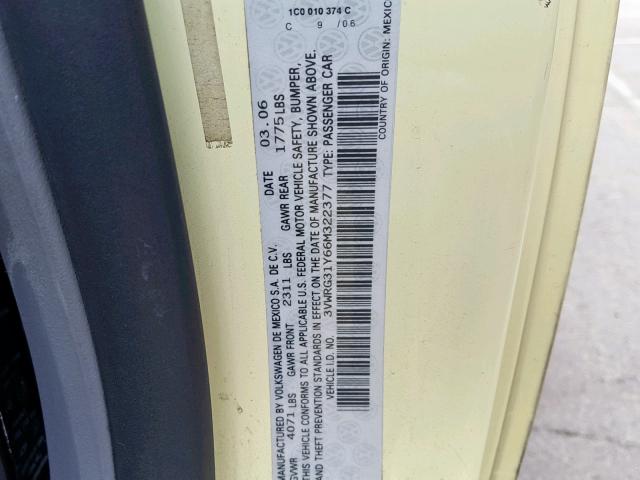 MANUFACTURED BY VOLKSWAGEN DE MEXICO S.A. DE C.V. DATE 03.06 1C0 010 374 C
GVWR 4071 LBS GAWR FRONT 2311 LBS GAWR REAR 1775 LBS C 9/06
THIS VEHICLE CONFORMS TO ALL APPLICABLE U.S. FEDERAL MOTOR VEHICLE SAFETY, BUMPER,
AND THEFT PREVENTION STANDARDS IN EFFECT ON THE DATE OF MANUFACTURE SHOWN ABOVE.
VEHICLE I.D. NO. 3VWRG31Y66M322377 TYPE: PASSENGER CAR
COUNTRY OF ORIGIN: MEXICO